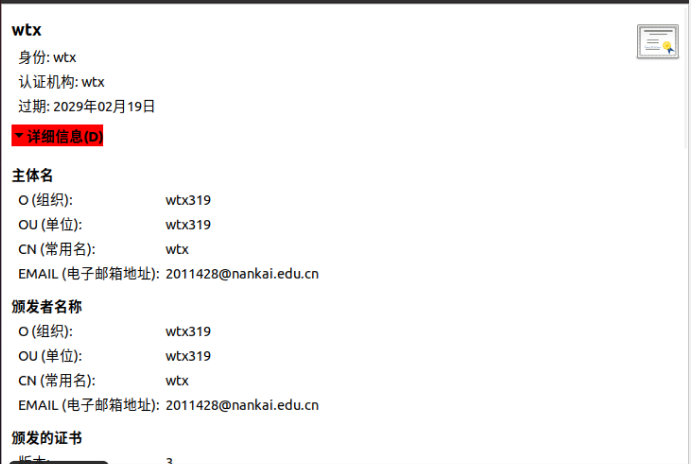 wtx
身份: wtx
认证机构: wtx
过期: 2029年02月19日
详细信息(D)
主体名
O (组织): wtx319
OU (单位): wtx319
CN (常用名): wtx
EMAIL (电子邮箱地址): 2011428@nankai.edu.cn
颁发者名称
O (组织): wtx319
OU (单位): wtx319
CN (常用名): wtx
EMAIL (电子邮箱地址): 2011428@nankai.edu.cn
颁发的证书
版本: 3